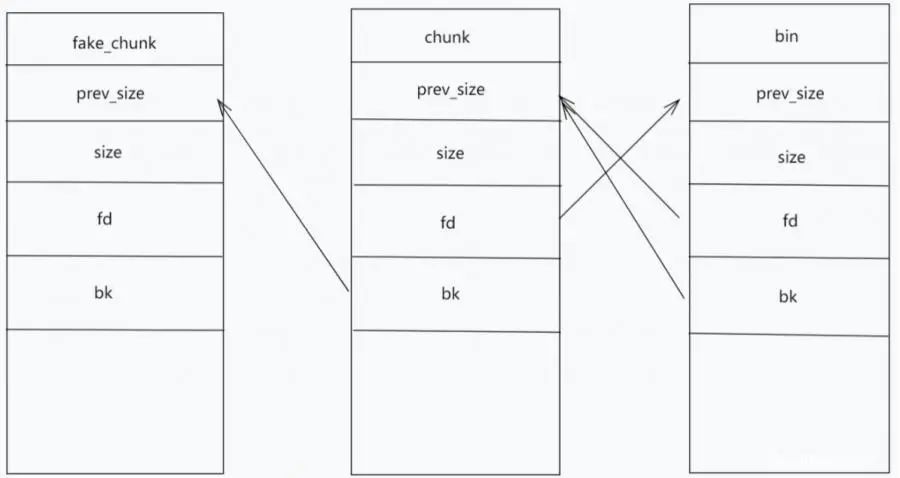 fake_chunk
prev_size
size
fd
bk
chunk
prev_size
size
fd
bk
bin
prev_size
size
fd
bk